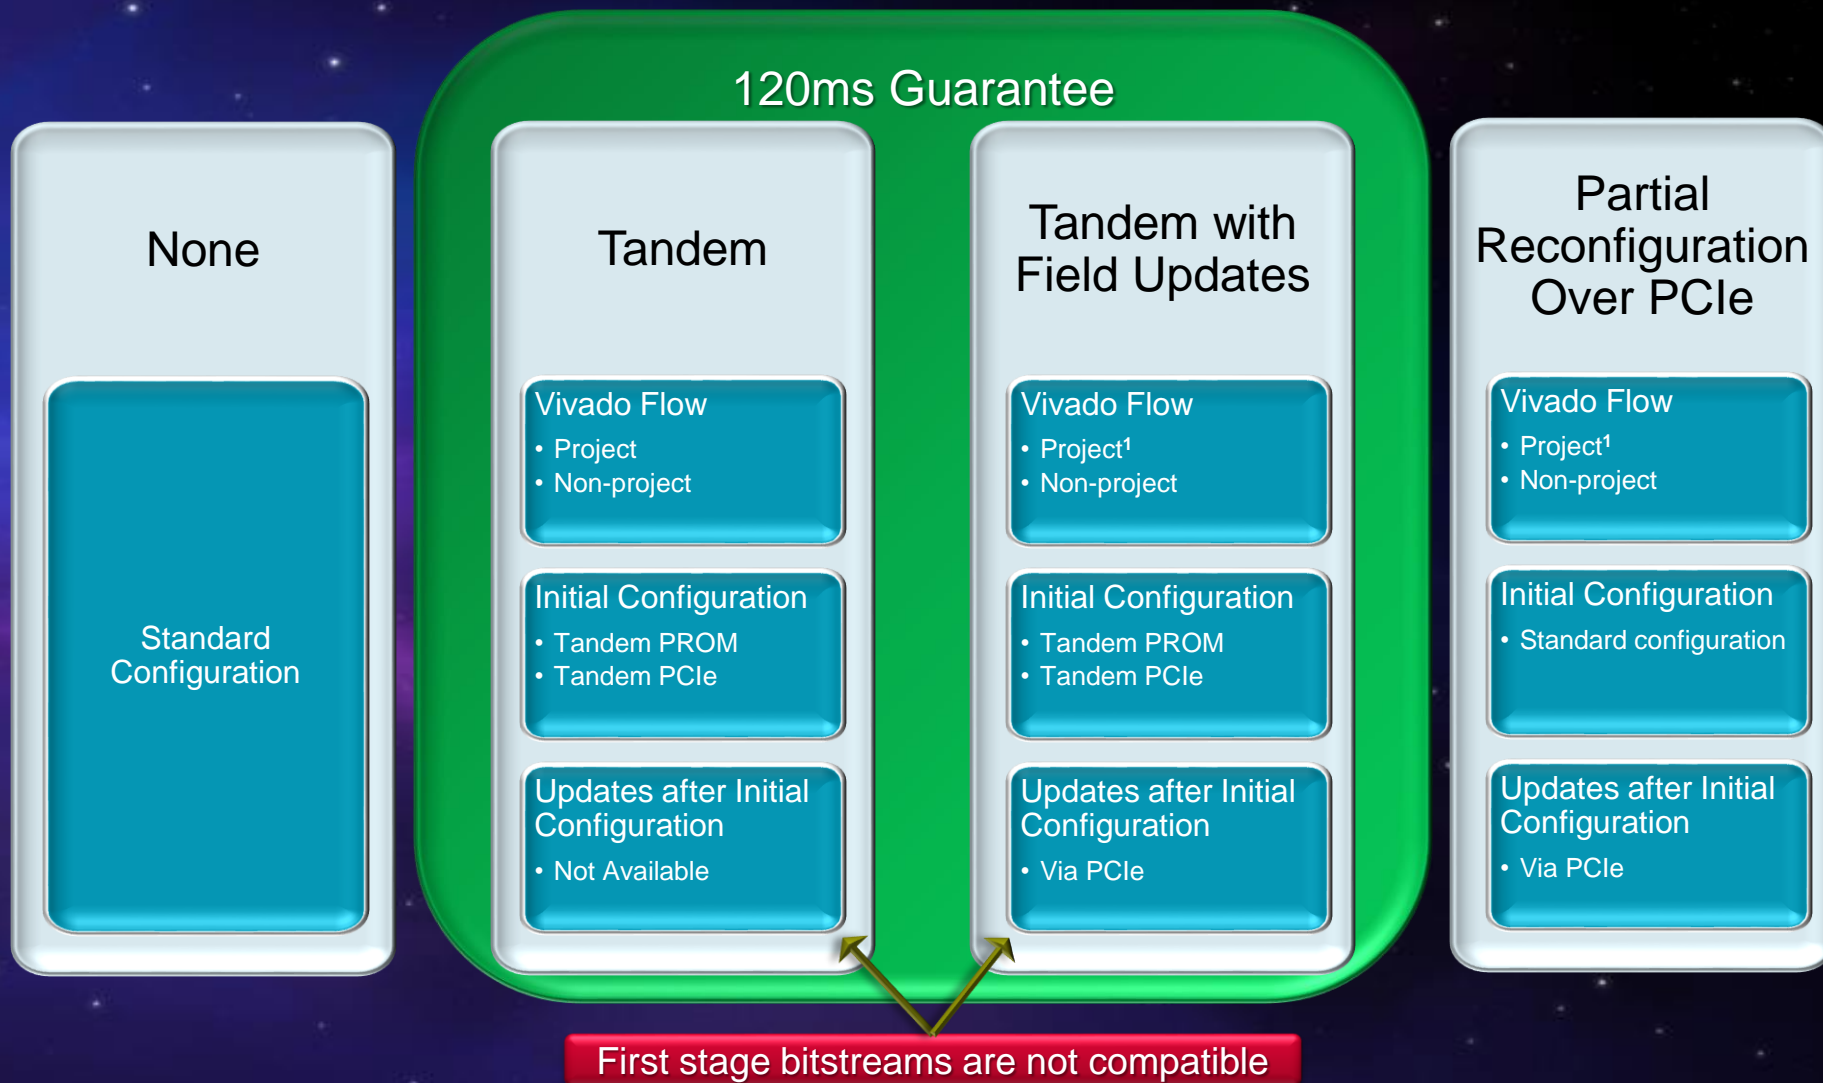 120ms Guarantee
None
Standard
Configuration
Tandem
Vivado Flow
• Project
• Non-project
Initial Configuration
• Tandem PROM
• Tandem PCIe
Updates after Initial
Configuration
• Not Available
Tandem with
Field Updates
Vivado Flow
• Project¹
• Non-project
Initial Configuration
• Tandem PROM
• Tandem PCIe
Updates after Initial
Configuration
• Via PCIe
Partial
Reconfiguration
Over PCIe
Vivado Flow
• Project¹
• Non-project
Initial Configuration
• Standard configuration
Updates after Initial
Configuration
• Via PCIe
First stage bitstreams are not compatible